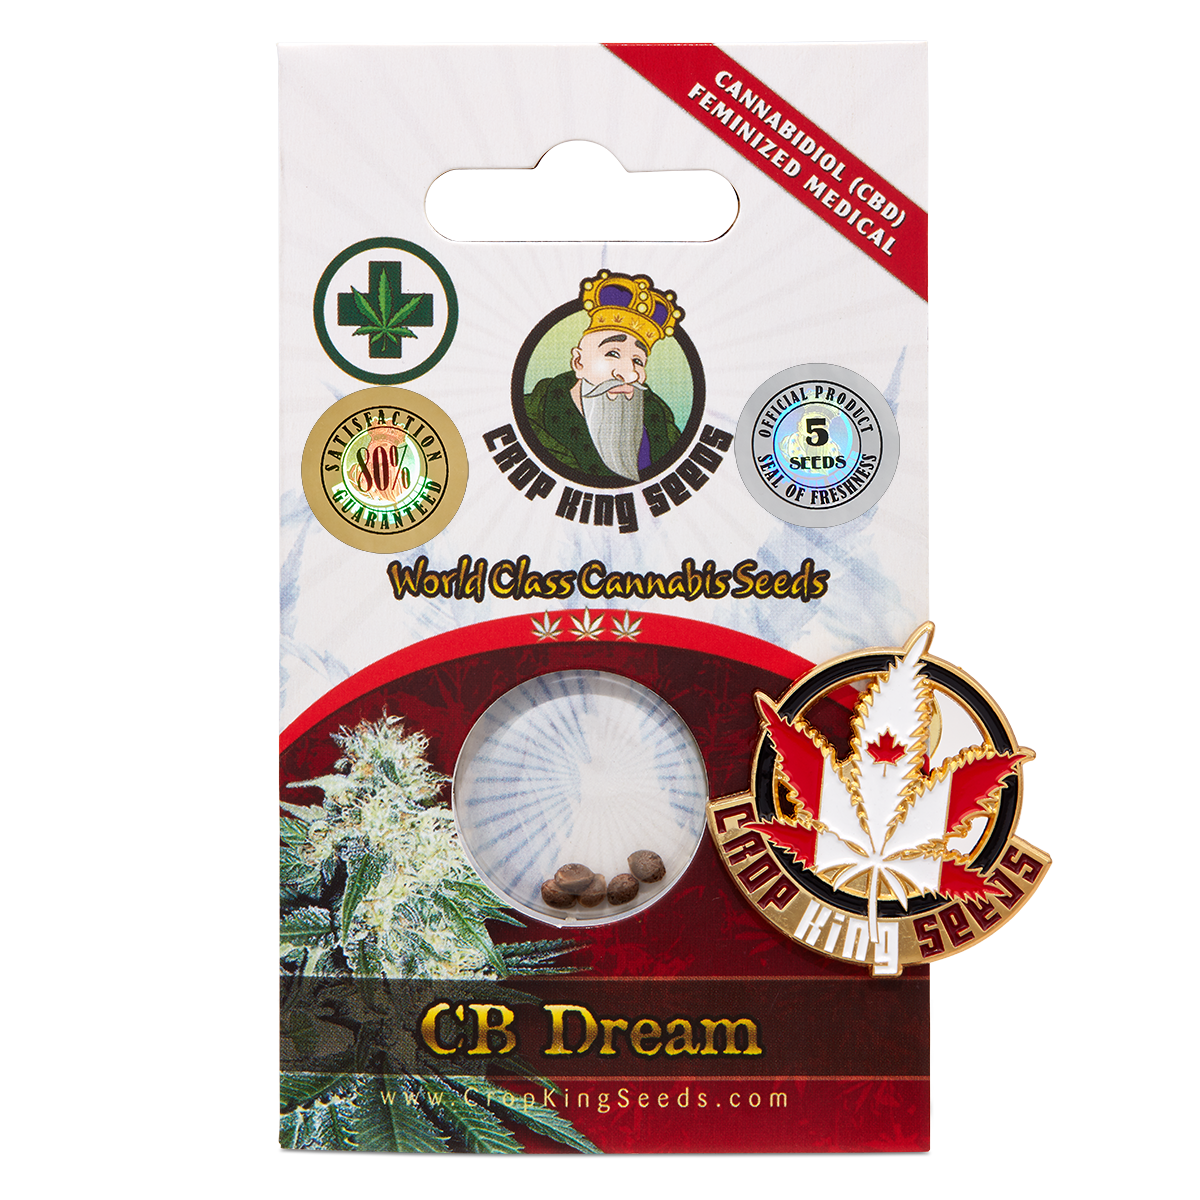 CANNABIDIOL (CBD)
FEMINIZED MEDICAL
SATISFACTION
80%
GUARANTEED
CROP King SEEDS
OFFICIAL PRODUCT
5
SEEDS
SEAL OF FRESHNESS
World Class Cannabis Seeds
CROP King SEEDS
CB Dream
www.CropKingSeeds.com